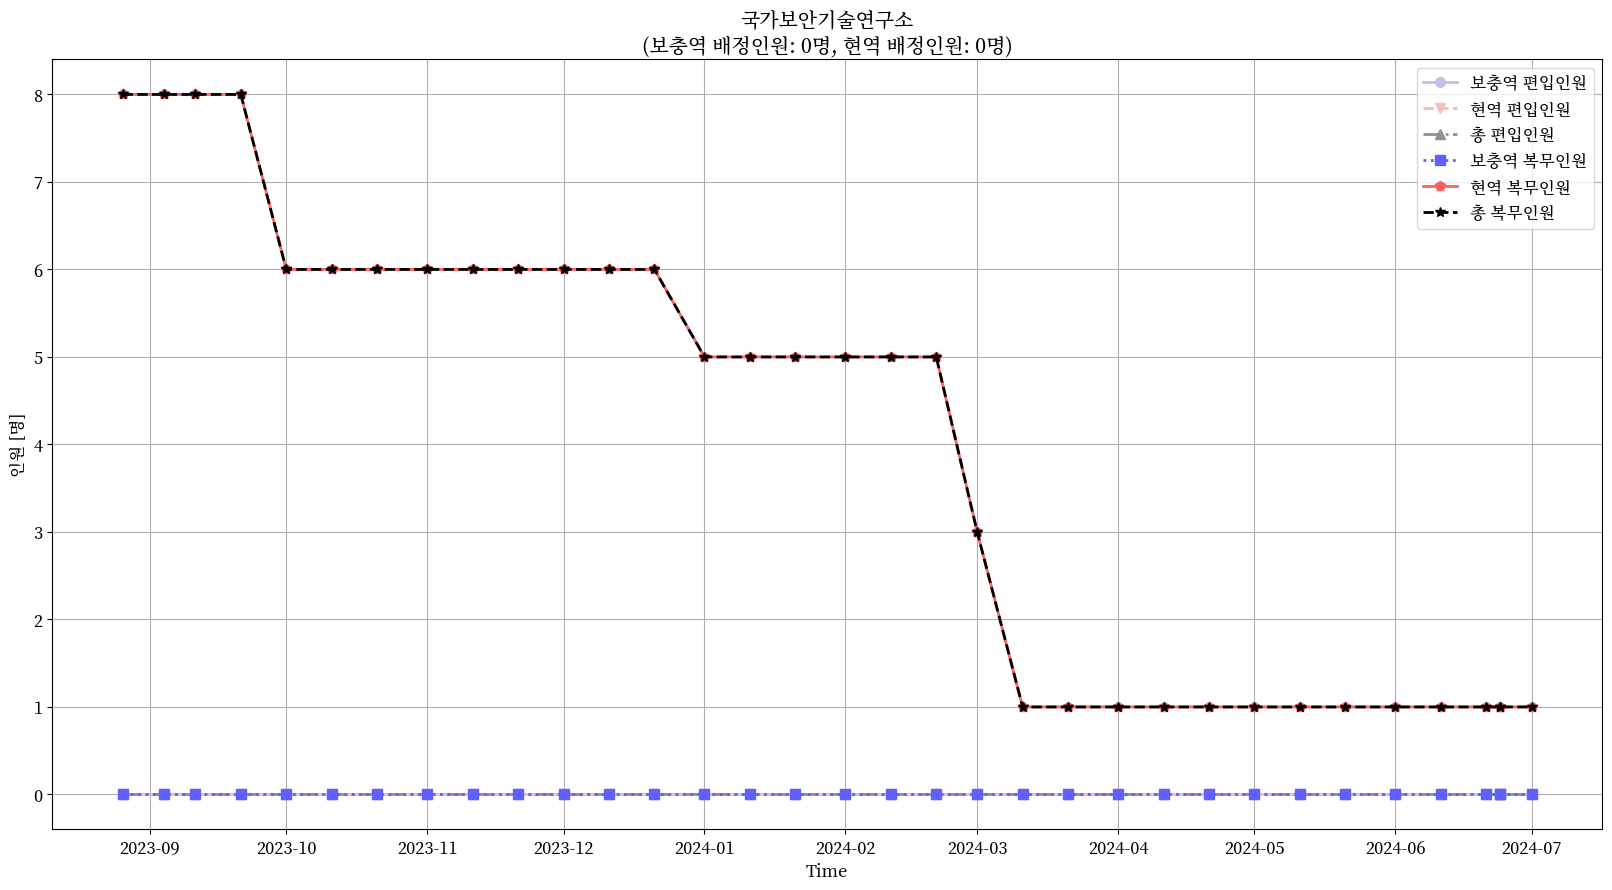 국가보안기술연구소
(보충역 배정인원: 0명, 현역 배정인원: 0명)
보충역 편입인원
현역 편입인원
총 편입인원
보충역 복무인원
현역 복무인원
총 복무인원
인원 [명]
8
7
6
5
4
3
2
1
0
2023-09 2023-10 2023-11 2023-12 2024-01 2024-02 2024-03 2024-04 2024-05 2024-06 2024-07
Time